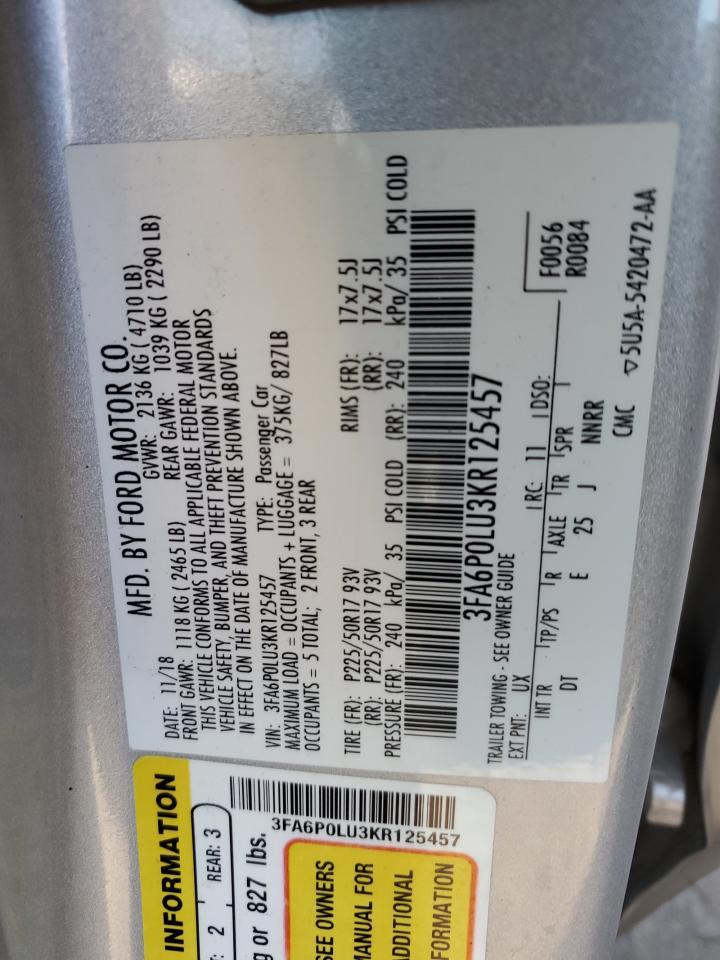 MFD. BY FORD MOTOR CO.
DATE: 11/18 GVWR: 2136 KG ( 4710 LB)
FRONT GAWR: 1118 KG ( 2465 LB) REAR GAWR: 1039 KG ( 2290 LB)
THIS VEHICLE CONFORMS TO ALL APPLICABLE FEDERAL MOTOR
VEHICLE SAFETY, BUMPER, AND THEFT PREVENTION STANDARDS
IN EFFECT ON THE DATE OF MANUFACTURE SHOWN ABOVE.
VIN: 3FA6P0LU3KR125457 TYPE: Passenger Car
MAXIMUM LOAD = OCCUPANTS + LUGGAGE = 375KG/ 827LB
OCCUPANTS = 5 TOTAL; 2 FRONT, 3 REAR
TIRE (FR): P225/50R17 93V RIMS (FR): 17x7.5J
(RR): P225/50R17 93V (RR): 17x7.5J
PRESSURE (FR): 240 kPa/ 35 PSI COLD (RR): 240 kPa/ 35 PSI COLD
3FA6P0LU3KR125457
TRAILER TOWING - SEE OWNER GUIDE
EXT PNT: UX RC: 11 DSO: F0056
R0084
INT TR TP/PS R AXLE TR SPR
DT E 25 J NNRR
CMC ▽5U5A-5420472-AA
INFORMATION
2 REAR: 3
3FA6P0LU3KR125457
or 827 lbs.
SEE OWNERS
MANUAL FOR
ADDITIONAL